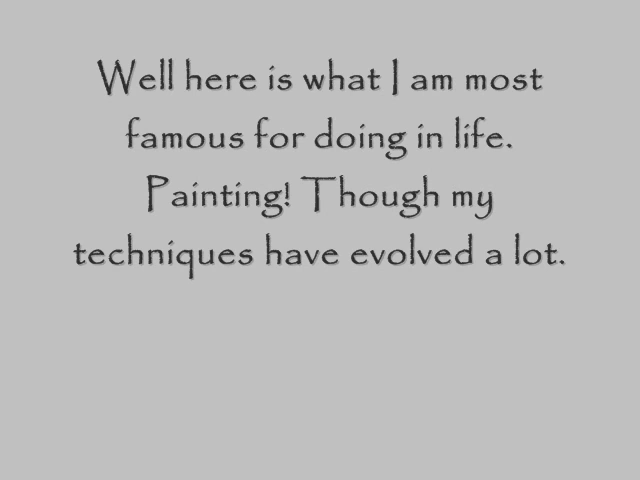 Well here is what I am most
famous for doing in life.
Painting! Though my
techniques have evolved a lot.